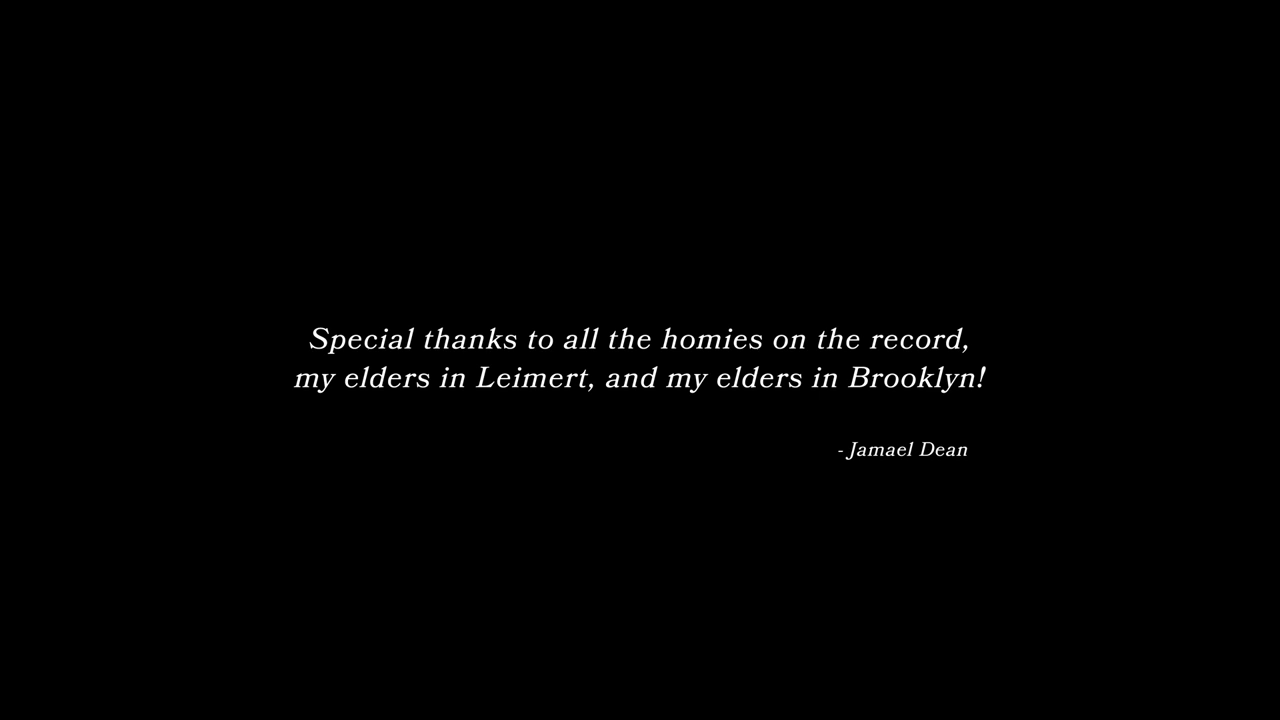 Special thanks to all the homies on the record,
my elders in Leimert, and my elders in Brooklyn!
- Jamael Dean